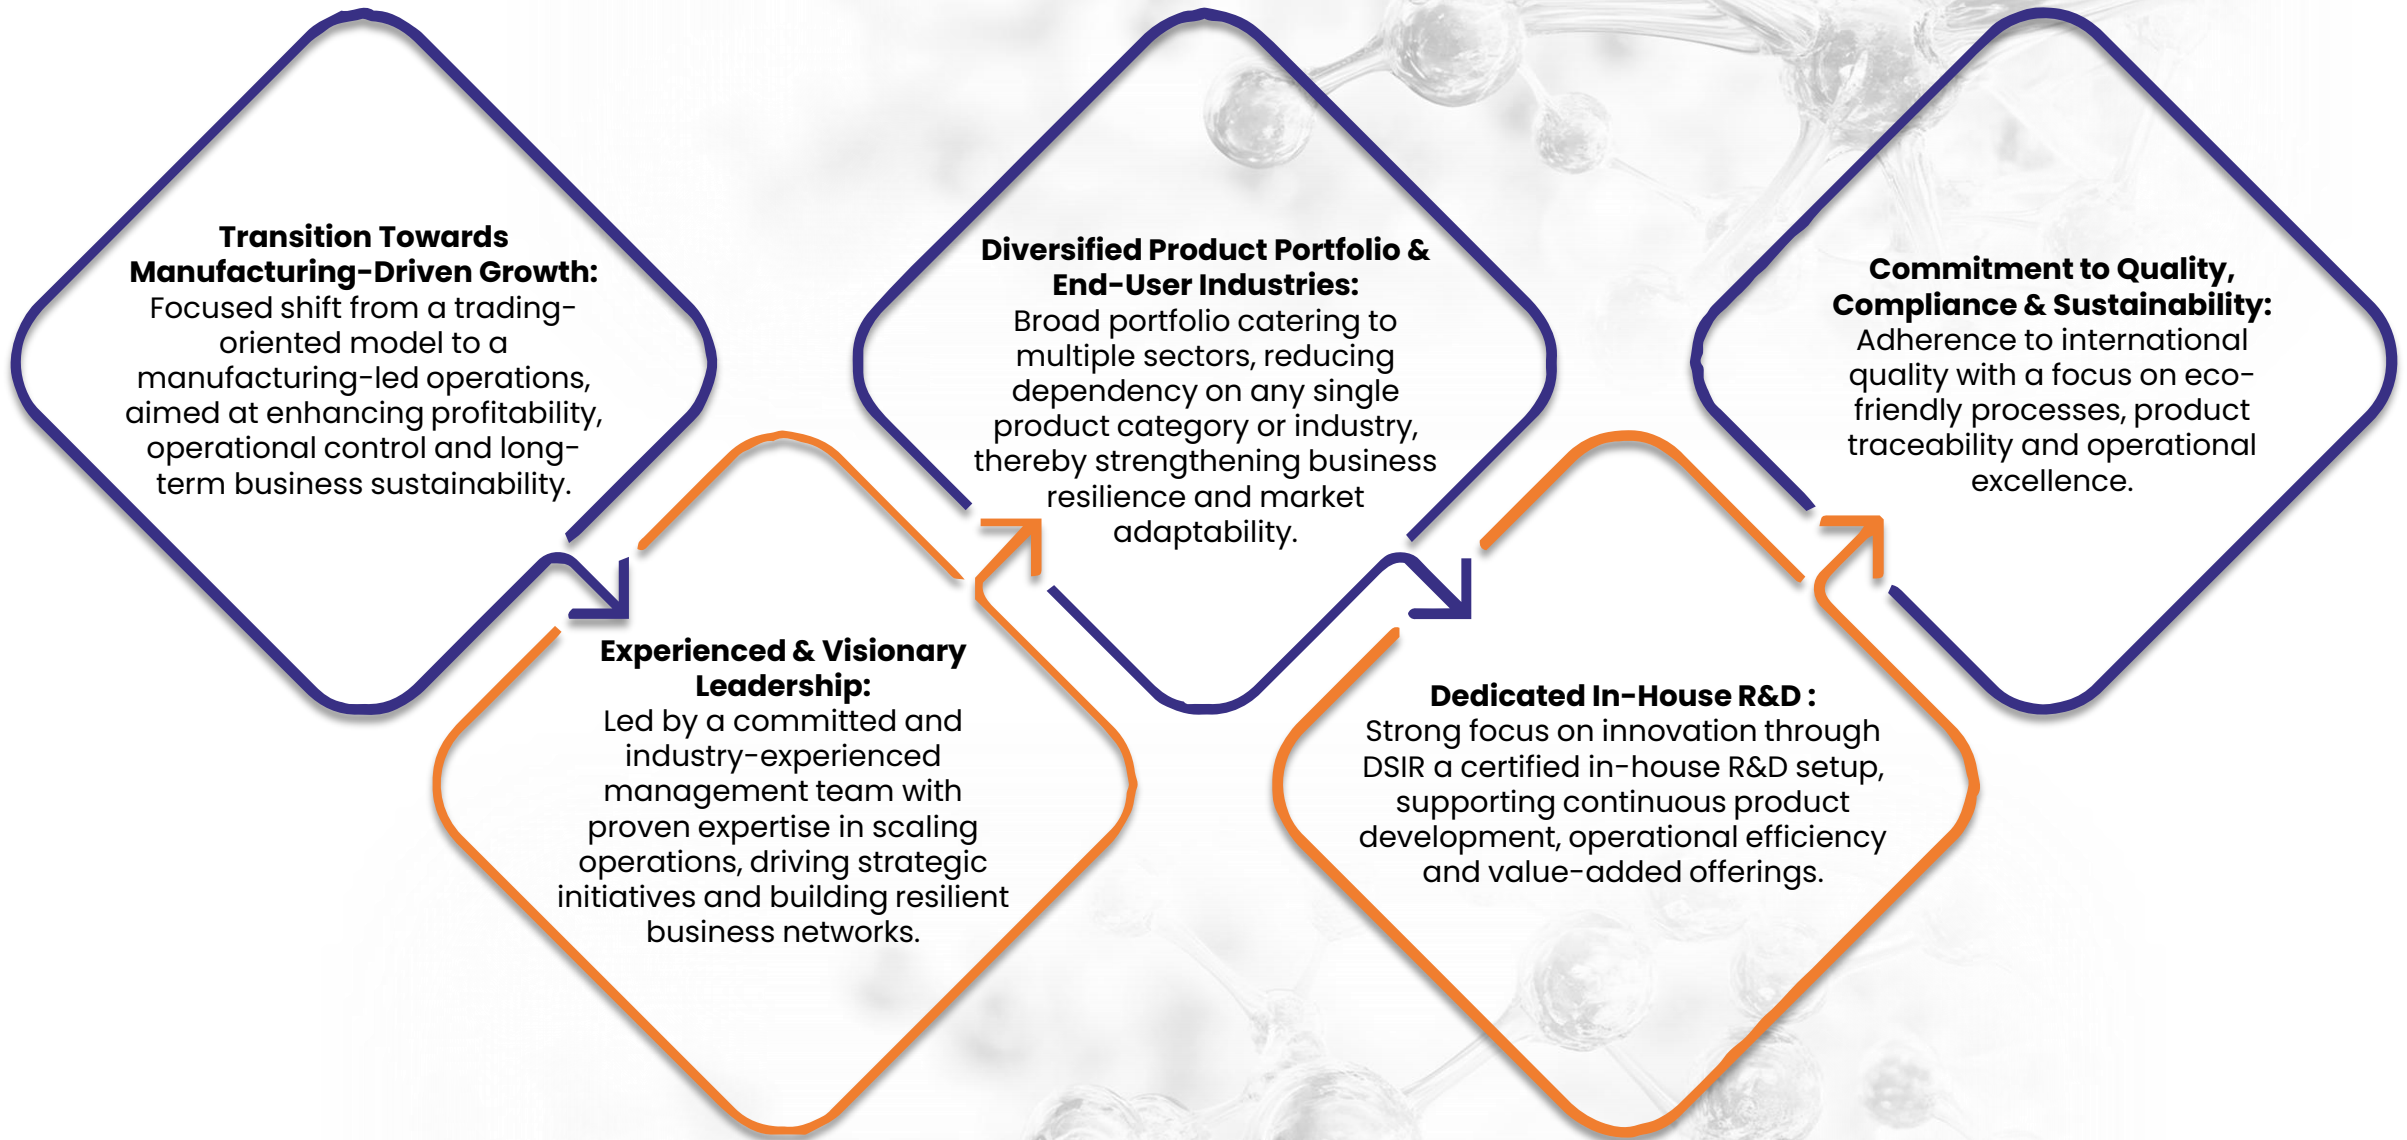 Transition Towards
Manufacturing-Driven Growth:
Focused shift from a trading-
oriented model to a
manufacturing-led operations,
aimed at enhancing profitability,
operational control and long-
term business sustainability.
Experienced & Visionary
Leadership:
Led by a committed and
industry-experienced
management team with
proven expertise in scaling
operations, driving strategic
initiatives and building resilient
business networks.
Diversified Product Portfolio &
End-User Industries:
Broad portfolio catering to
multiple sectors, reducing
dependency on any single
product category or industry,
thereby strengthening business
resilience and market
adaptability.
Dedicated In-House R&D :
Strong focus on innovation through
DSIR a certified in-house R&D setup,
supporting continuous product
development, operational efficiency
and value-added offerings.
Commitment to Quality,
Compliance & Sustainability:
Adherence to international
quality with a focus on eco-
friendly processes, product
traceability and operational
excellence.